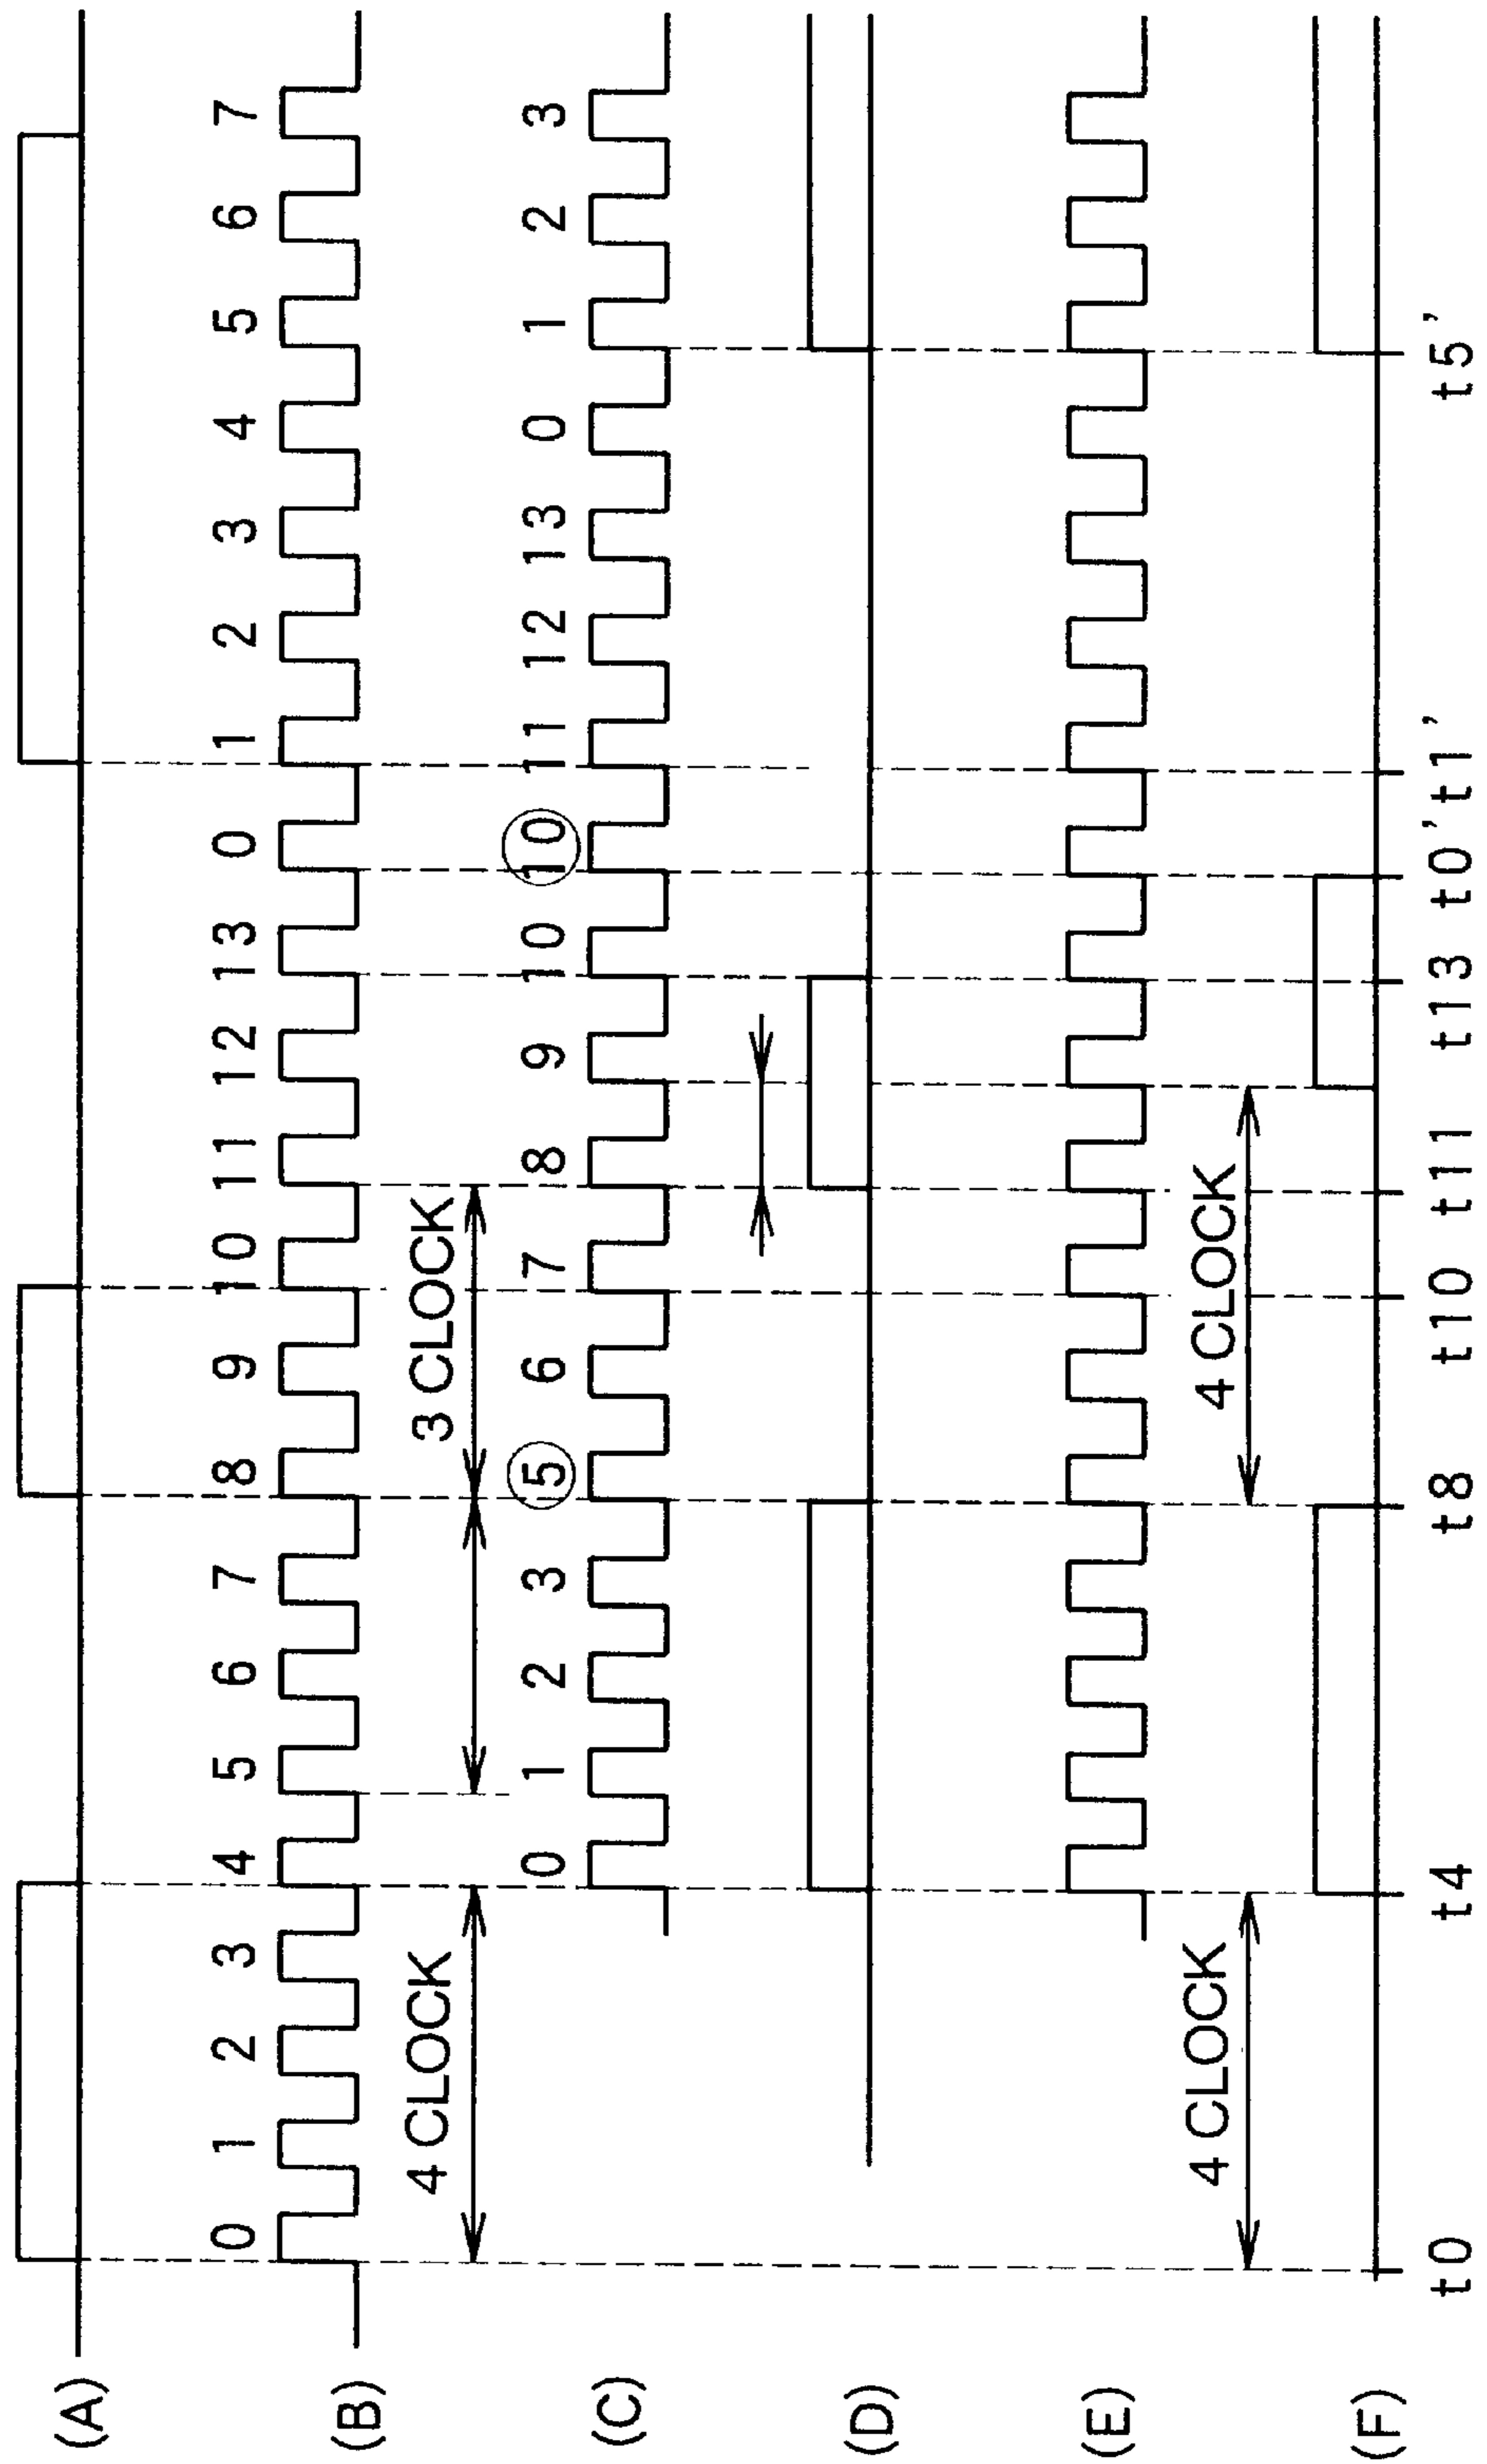 (A)
(B) 0 1 2 3 4 5 6 7 8 9 10 11 12 13 0 1 2 3 4 5 6 7
4 CLOCK 3 CLOCK
(C) 0 1 2 3 5 6 7 8 9 10 10 11 12 13 0 1 2 3
(D)
(E)
4 CLOCK 4 CLOCK
(F)
t0 t4 t8 t10 t11 t13 t0' t1' t5'